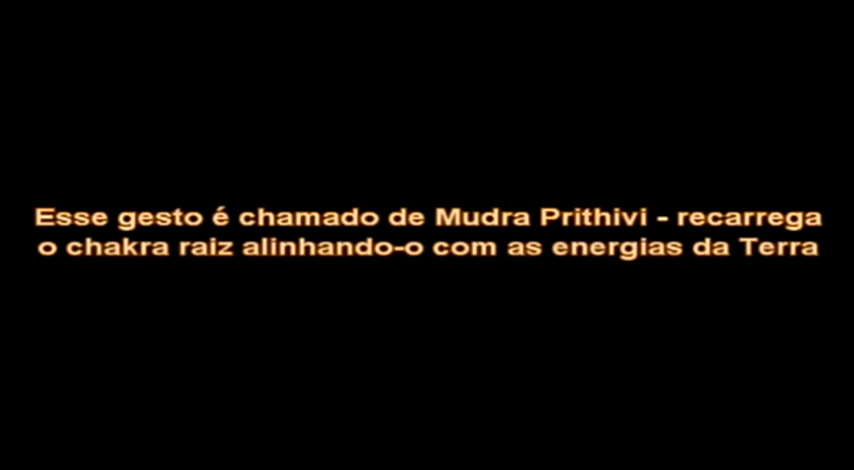 Esse gesto é chamado de Mudra Prithivi - recarrega
o chakra raiz alinhando-o com as energias da Terra